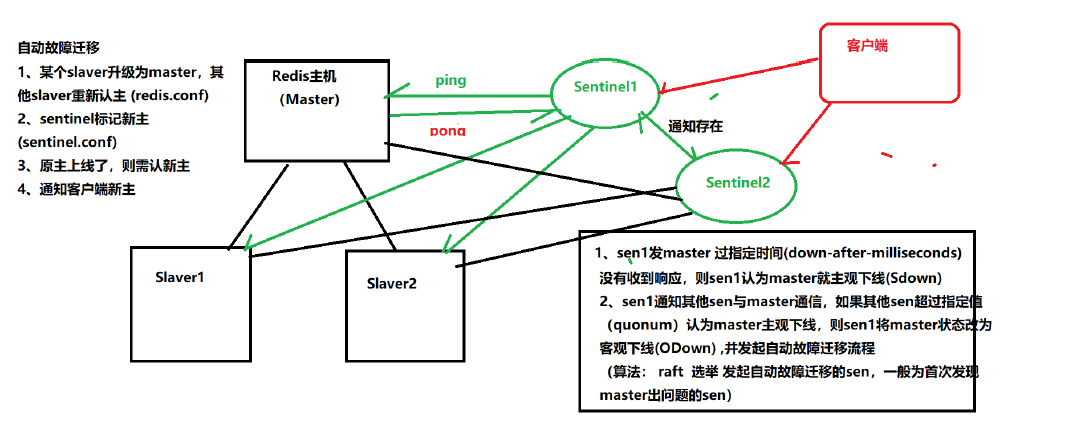 自动故障迁移
1、某个slaver升级为master，其
他slaver重新认主 (redis.conf)
2、sentinel标记新主
(sentinel.conf)
3、原主上线了，则需认新主
4、通知客户端新主
Redis主机
（Master）
ping
pong
Sentinel1
客户端
通知存在
Sentinel2
Slaver1
Slaver2
1、sen1发master 过指定时间(down-after-milliseconds)
没有收到响应，则sen1认为master就主观下线(Sdown)
2、sen1通知其他sen与master通信，如果其他sen超过指定值
（quonum）认为master主观下线，则sen1将master状态改为
客观下线(ODown) ,并发起自动故障迁移流程
（算法： raft 选举 发起自动故障迁移的sen，一般为首次发现
master出问题的sen）